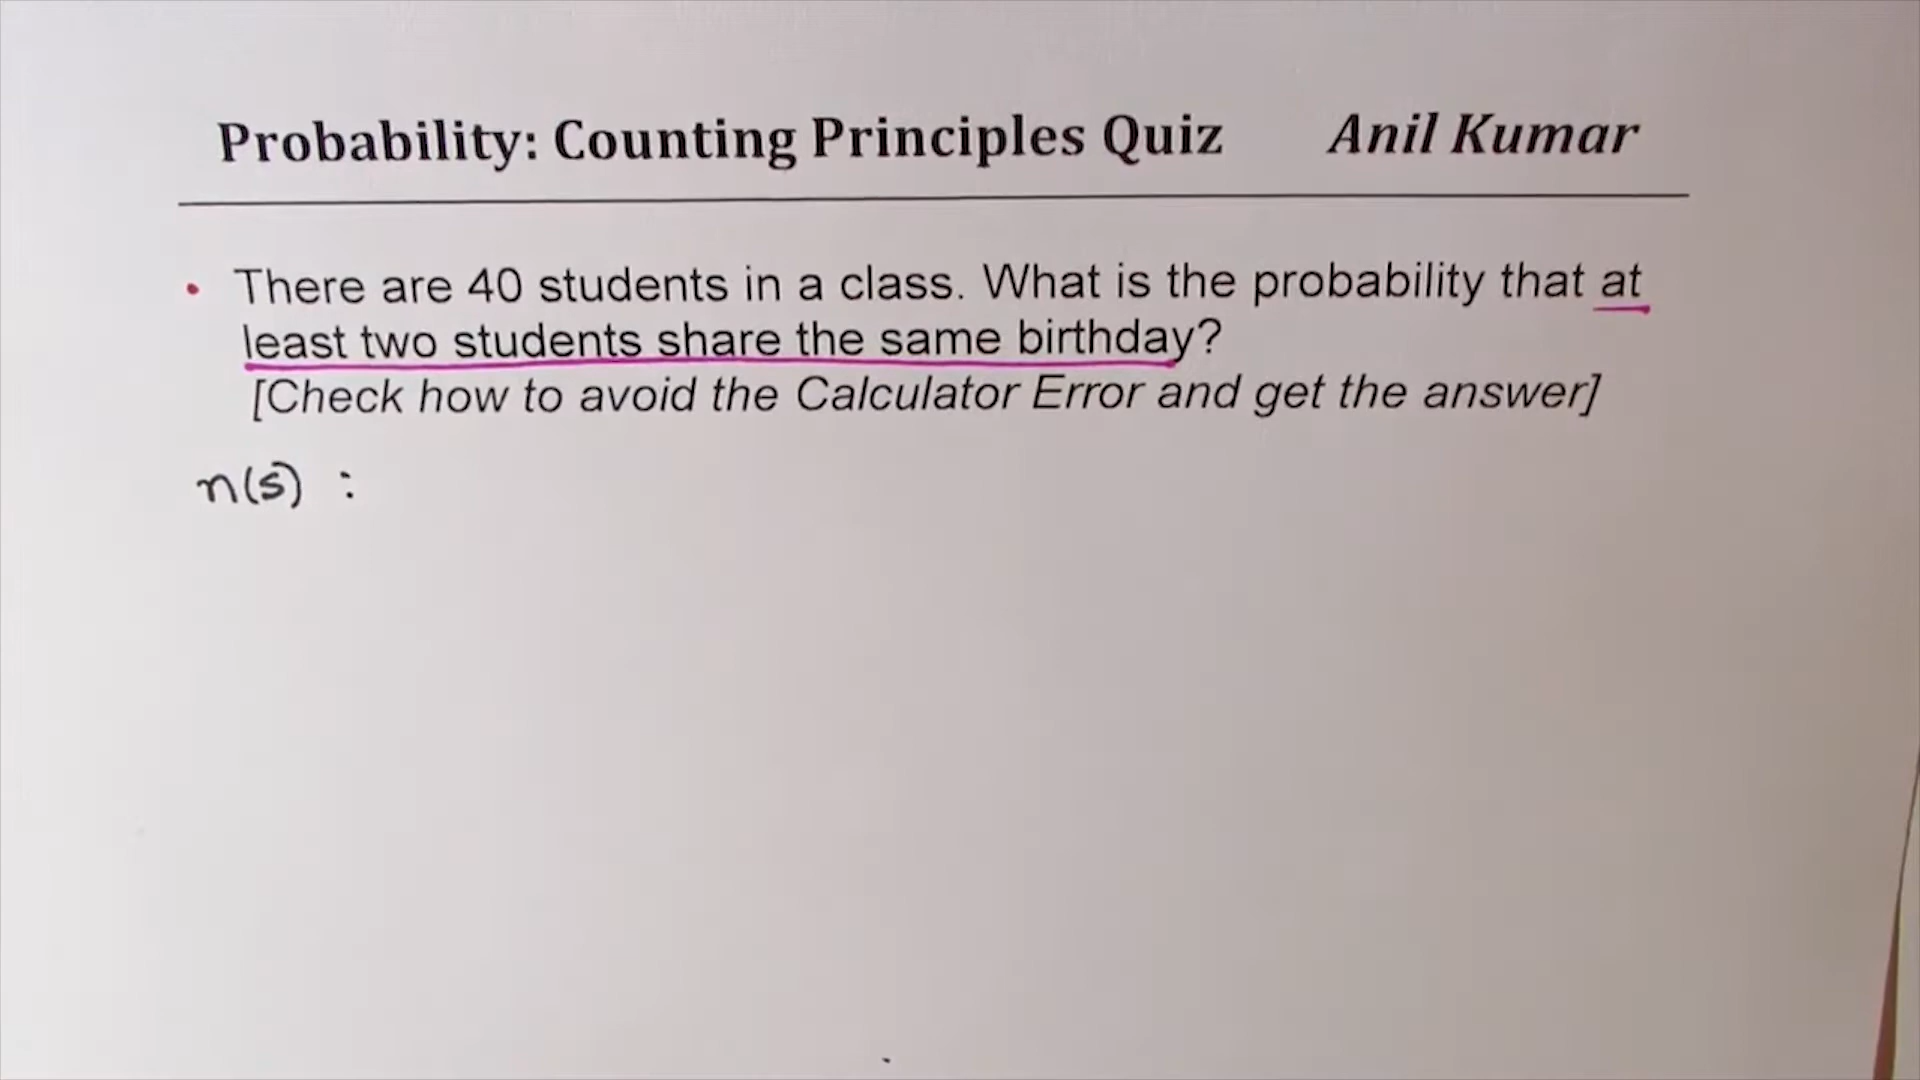 Probability: Counting Principles Quiz Anil Kumar
• There are 40 students in a class. What is the probability that at
least two students share the same birthday?
[Check how to avoid the Calculator Error and get the answer]
n(s) :